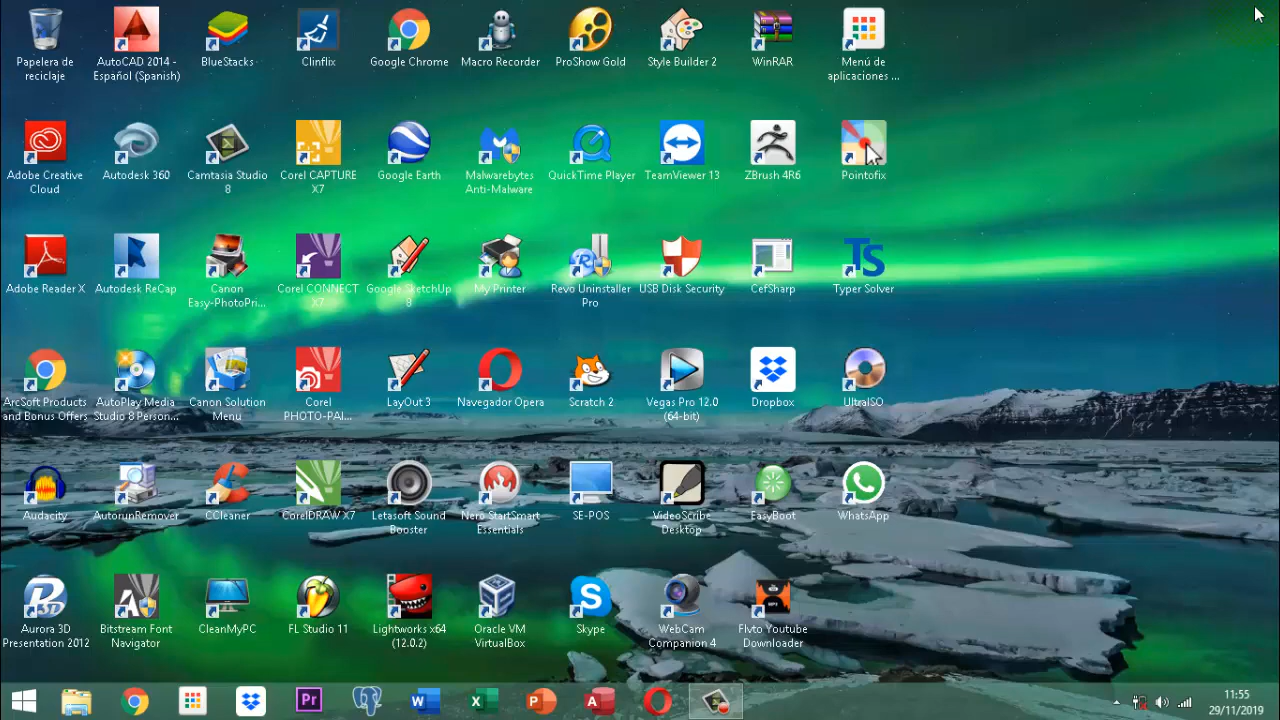 Papelera de
reciclaje
AutoCAD 2014 -
Español (Spanish)
BlueStacks
Clinflix
Google Chrome
Macro Recorder
ProShow Gold
Style Builder 2
WinRAR
Menú de
aplicaciones ...
Adobe Creative
Cloud
Autodesk 360
Camtasia Studio
8
Corel CAPTURE
X7
Google Earth
Malwarebytes
Anti-Malware
QuickTime Player
TeamViewer 13
ZBrush 4R6
Pointofix
Adobe Reader X
Autodesk ReCap
Canon
Easy-PhotoPri...
Corel CONNECT
X7
Google SketchUp
8
My Printer
Revo Uninstaller
Pro
USB Disk Security
CefSharp
TS
Typer Solver
ArcSoft Products
and Bonus Offers
AutoPlay Media
Studio 8 Person...
Canon Solution
Menu
Corel
PHOTO-PAI...
LayOut 3
Navegador Opera
Scratch 2
Vegas Pro 12.0
(64-bit)
Dropbox
UltraISO
Audacity
AutorunRemover
CCleaner
CorelDRAW X7
Letasoft Sound
Booster
Nero StartSmart
Essentials
SE-POS
VideoScribe
Desktop
EasyBoot
WhatsApp
Aurora 3D
Presentation 2012
Bitstream Font
Navigator
CleanMyPC
FL Studio 11
Lightworks x64
(12.0.2)
Oracle VM
VirtualBox
Skype
WebCam
Companion 4
Flvto Youtube
Downloader
Pr
W
X
P
A
11:55
29/11/2019